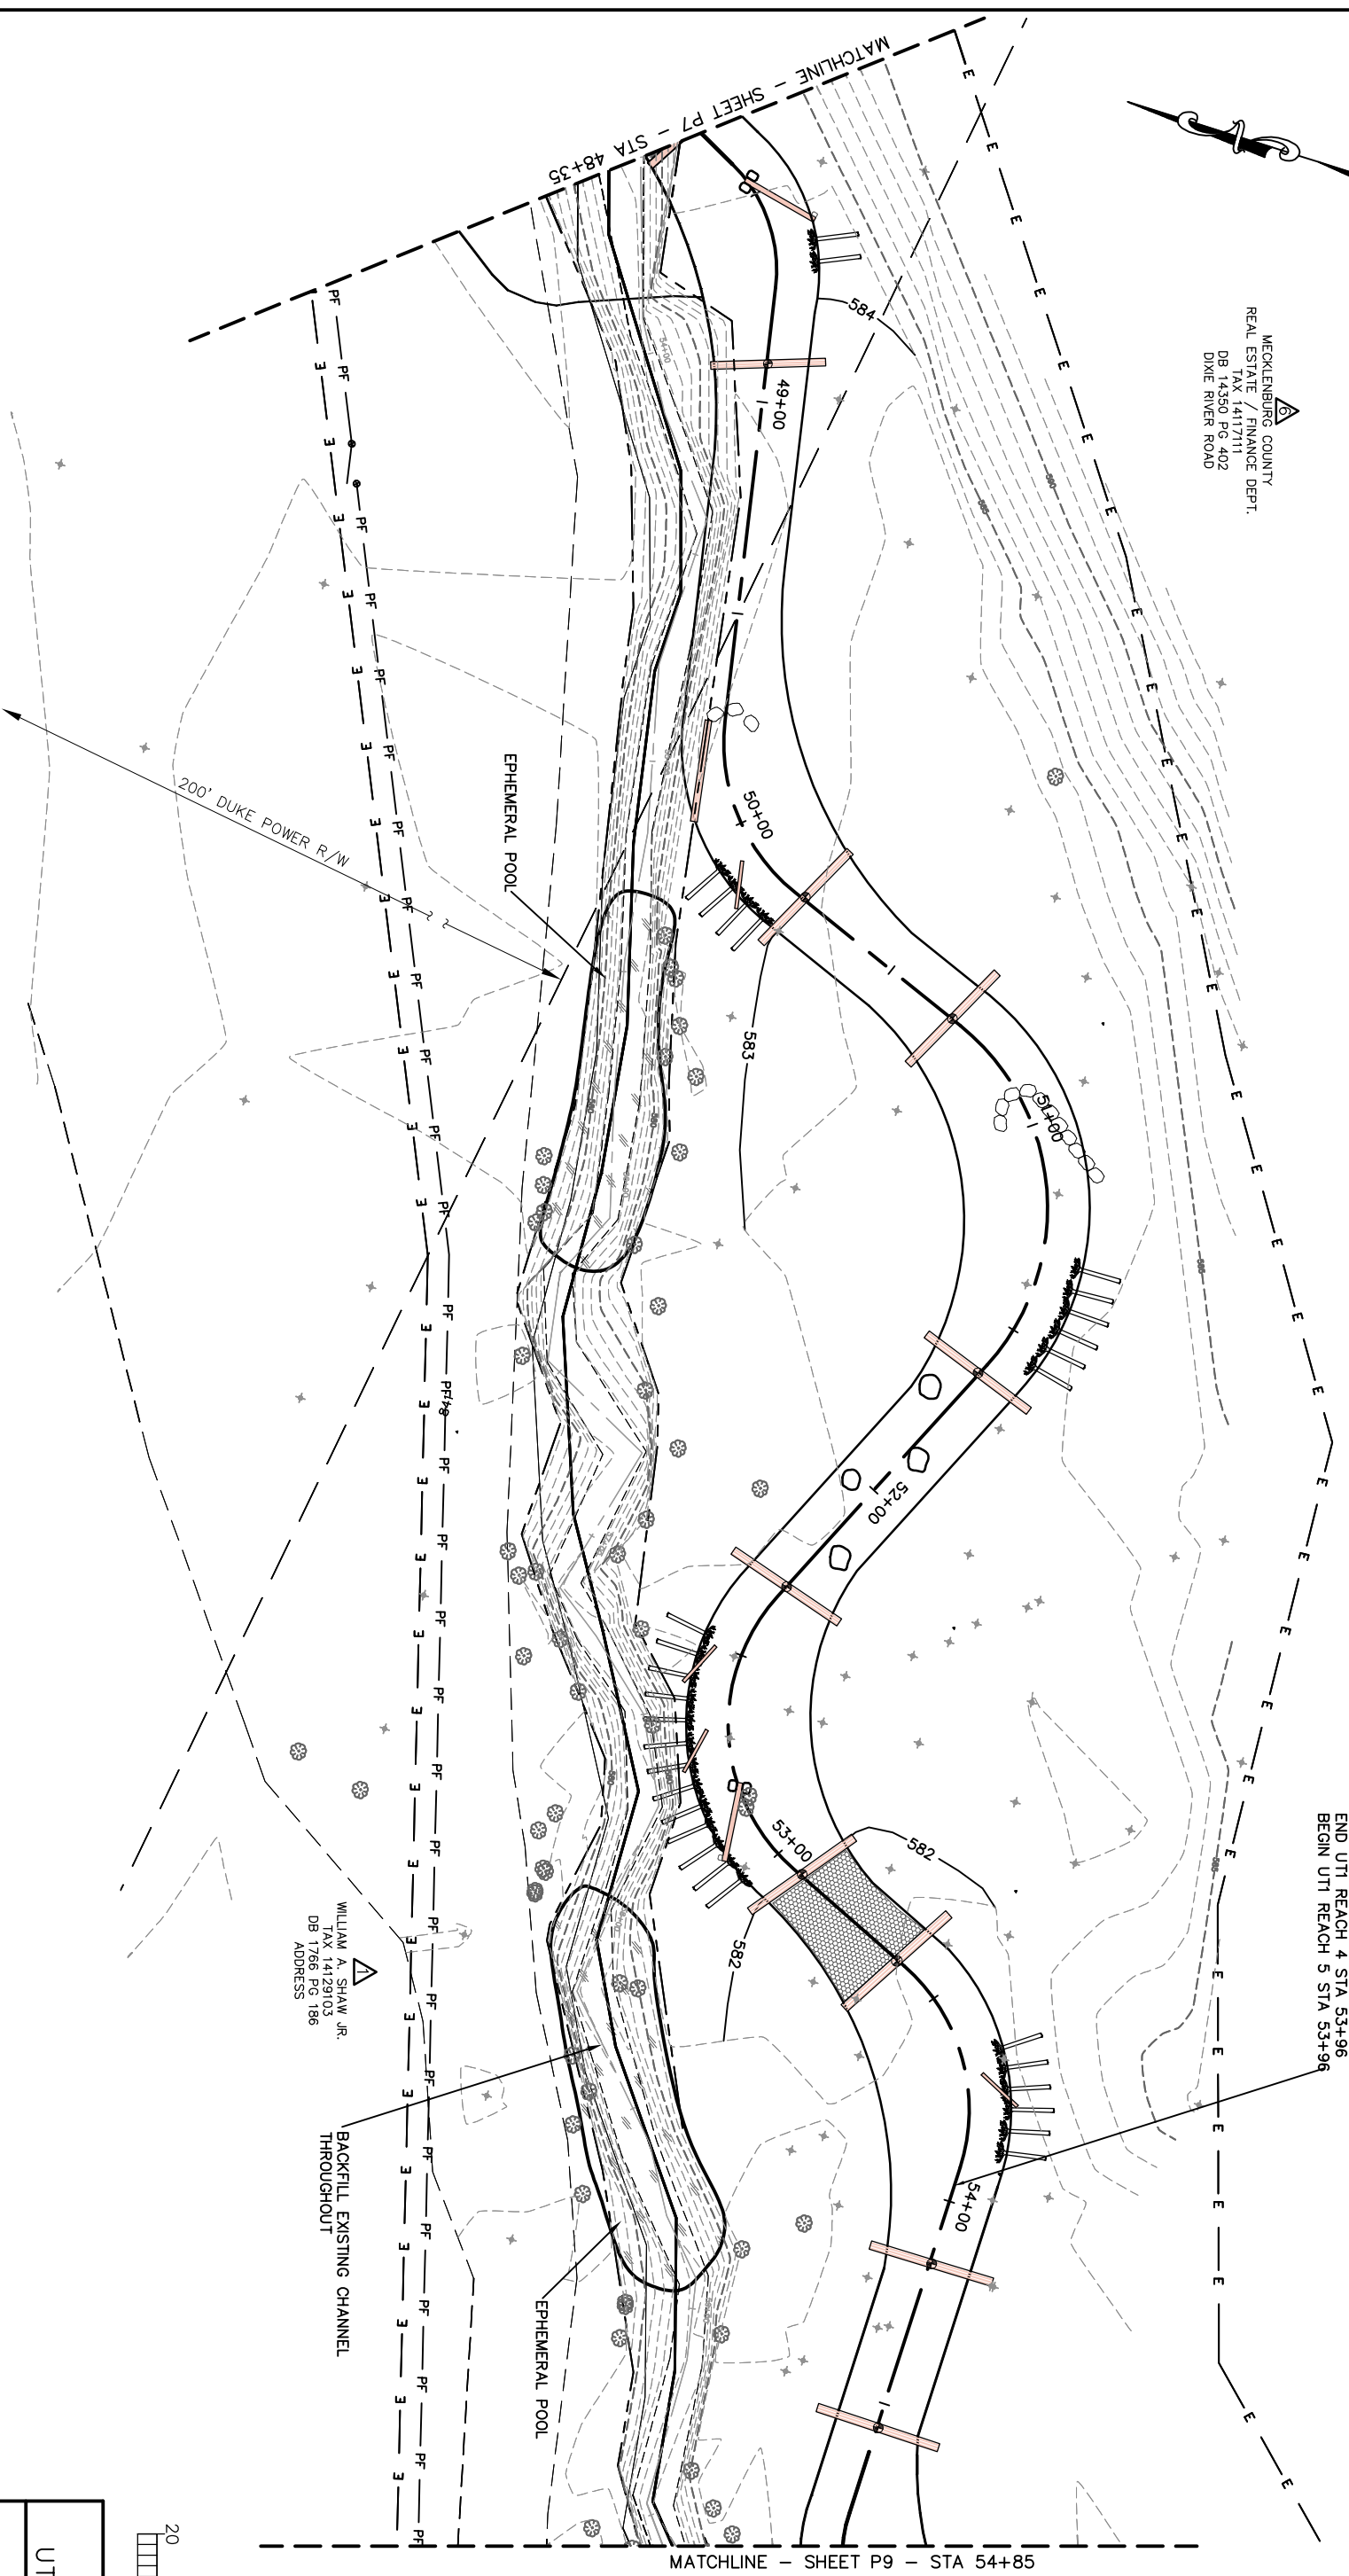 MATCHLINE - SHEET P7 - STA 48+35
MECKLENBURG COUNTY
REAL ESTATE / FINANCE DEPT.
TAX 14117111
DB 14350 PG 402
DIXIE RIVER ROAD
6
584
49+00
200' DUKE POWER R/W
EPHEMERAL POOL
50+00
583
51+00
52+00
53+00
582
582
END UT1 REACH 4 STA 53+96
BEGIN UT1 REACH 5 STA 53+96
54+00
1
WILLIAM A. SHAW JR.
TAX 14129103
DB 1766 PG 186
ADDRESS
BACKFILL EXISTING CHANNEL
THROUGHOUT
EPHEMERAL POOL
MATCHLINE - SHEET P9 - STA 54+85
20